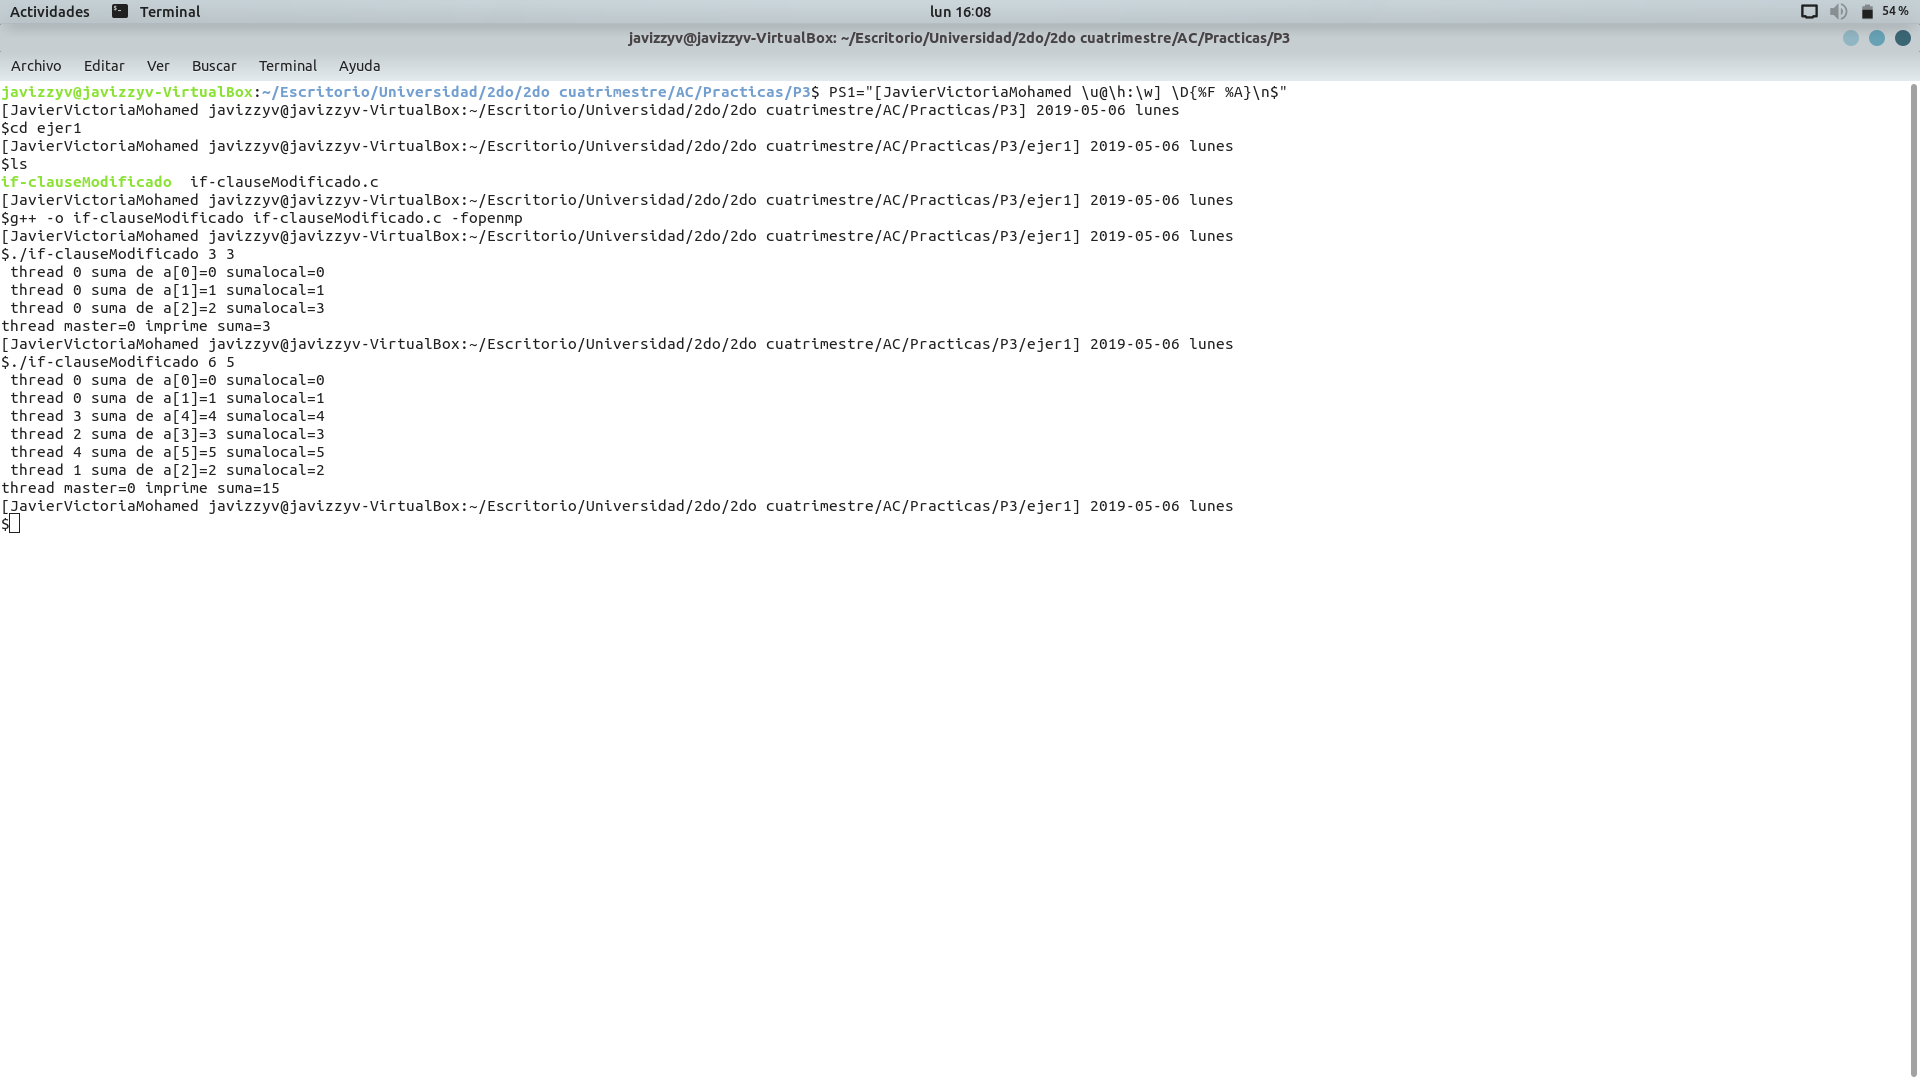 Actividades Terminal lun 16:08 54 %
javizzyv@javizzyv-VirtualBox: ~/Escritorio/Universidad/2do/2do cuatrimestre/AC/Practicas/P3
Archivo Editar Ver Buscar Terminal Ayuda
javizzyv@javizzyv-VirtualBox:~/Escritorio/Universidad/2do/2do cuatrimestre/AC/Practicas/P3$ PS1="[JavierVictoriaMohamed \u@\h:\w] \D{%F %A}\n$"
[JavierVictoriaMohamed javizzyv@javizzyv-VirtualBox:~/Escritorio/Universidad/2do/2do cuatrimestre/AC/Practicas/P3] 2019-05-06 lunes
$cd ejer1
[JavierVictoriaMohamed javizzyv@javizzyv-VirtualBox:~/Escritorio/Universidad/2do/2do cuatrimestre/AC/Practicas/P3/ejer1] 2019-05-06 lunes
$ls
if-clauseModificado  if-clauseModificado.c
[JavierVictoriaMohamed javizzyv@javizzyv-VirtualBox:~/Escritorio/Universidad/2do/2do cuatrimestre/AC/Practicas/P3/ejer1] 2019-05-06 lunes
$g++ -o if-clauseModificado if-clauseModificado.c -fopenmp
[JavierVictoriaMohamed javizzyv@javizzyv-VirtualBox:~/Escritorio/Universidad/2do/2do cuatrimestre/AC/Practicas/P3/ejer1] 2019-05-06 lunes
$./if-clauseModificado 3 3
 thread 0 suma de a[0]=0 sumalocal=0
 thread 0 suma de a[1]=1 sumalocal=1
 thread 0 suma de a[2]=2 sumalocal=3
thread master=0 imprime suma=3
[JavierVictoriaMohamed javizzyv@javizzyv-VirtualBox:~/Escritorio/Universidad/2do/2do cuatrimestre/AC/Practicas/P3/ejer1] 2019-05-06 lunes
$./if-clauseModificado 6 5
 thread 0 suma de a[0]=0 sumalocal=0
 thread 0 suma de a[1]=1 sumalocal=1
 thread 3 suma de a[4]=4 sumalocal=4
 thread 2 suma de a[3]=3 sumalocal=3
 thread 4 suma de a[5]=5 sumalocal=5
 thread 1 suma de a[2]=2 sumalocal=2
thread master=0 imprime suma=15
[JavierVictoriaMohamed javizzyv@javizzyv-VirtualBox:~/Escritorio/Universidad/2do/2do cuatrimestre/AC/Practicas/P3/ejer1] 2019-05-06 lunes
$